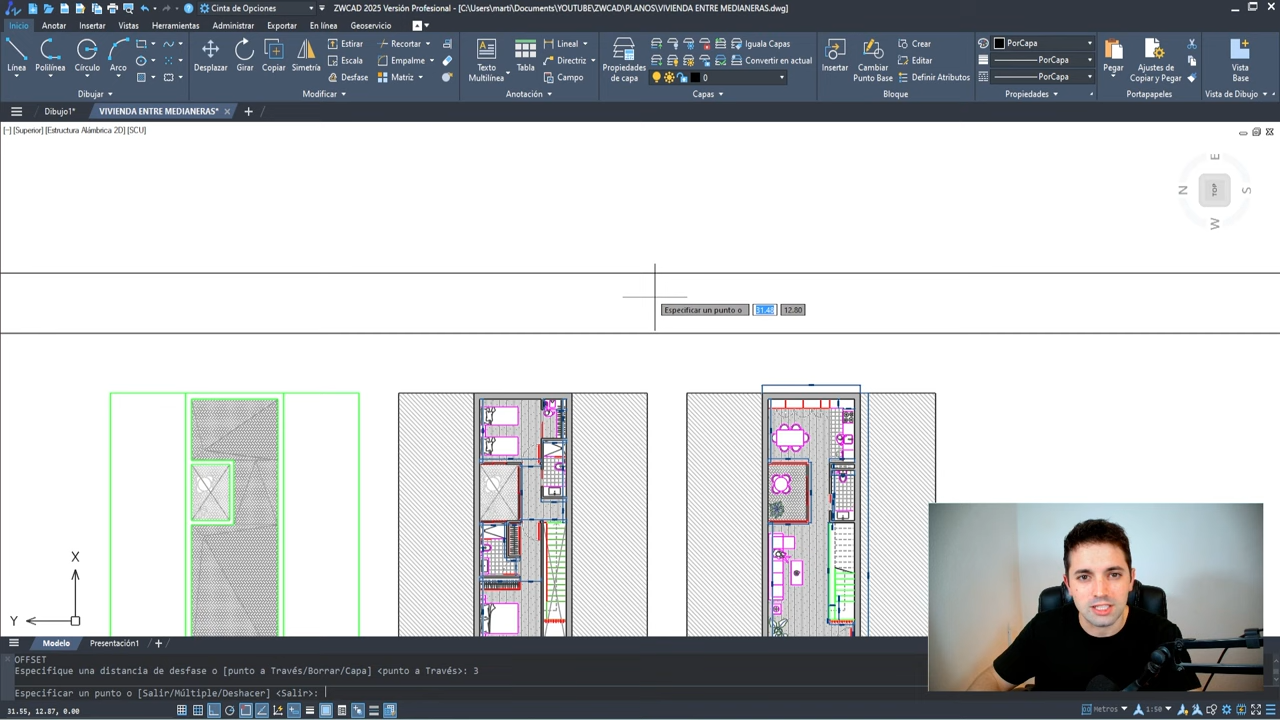 Cinta de Opciones
ZWCAD 2025 Versión Profesional - [C:\Users\marti\Documents\YOUTUBE\ZWCAD\PLANOS\VIVIENDA ENTRE MEDIANERAS.dwg]
Inicio Anotar Insertar Vistas Herramientas Administrar Exportar En línea Geoservicio
Línea Polilínea Círculo Arco
Desplazar Girar Copiar Simetría
Estirar Recortar
Escala Empalme
Desfase Matriz
Texto Multilínea Tabla
Lineal
Directriz
Campo
Propiedades de capa
Iguala Capas
Convertir en actual
0
Insertar Cambiar Punto Base
Crear
Editar
Definir Atributos
PorCapa
PorCapa
PorCapa
Pegar Ajustes de Copiar y Pegar
Vista Base
Dibujar Modificar Anotación Capas Bloque Propiedades Portapapeles Vista de Dibujo
Dibujo1* VIVIENDA ENTRE MEDIANERAS*
[−] [Superior] [Estructura Alámbrica 2D] [SCU]
E
N TOP S
W
Especificar un punto o 31.48 12.80
X
Y
Modelo Presentación1
OFFSET
Especifique una distancia de desfase o [punto a Través/Borrar/Capa] <punto a Través>: 3
Especificar un punto o [Salir/Múltiple/Deshacer] <Salir>:
31.55, 12.87, 0.00
Metros 1:50